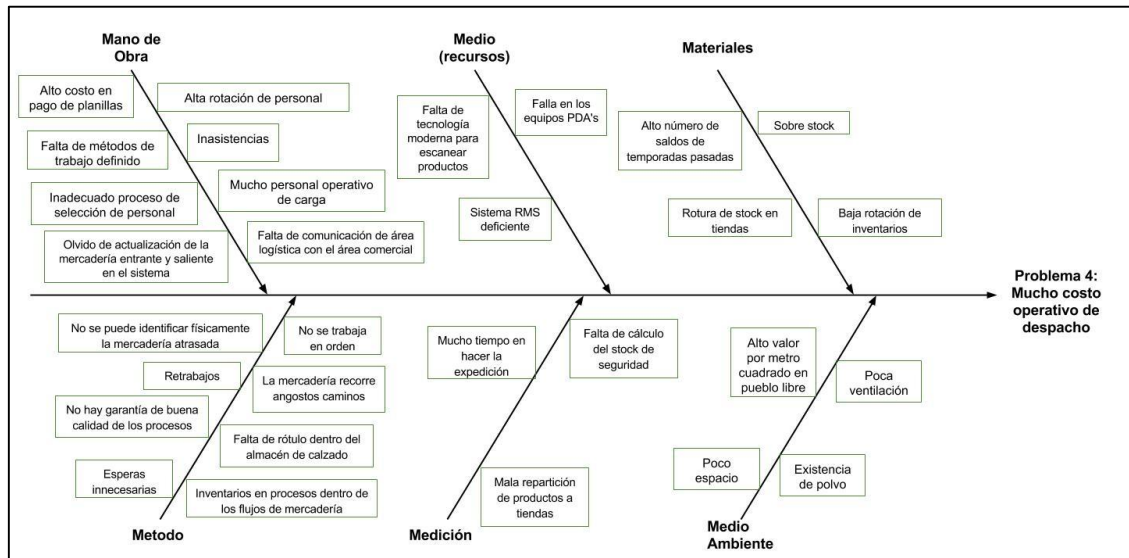 Mano de
Obra
Alto costo en
pago de planillas
Alta rotación de personal
Falta de métodos de
trabajo definido
Inasistencias
Inadecuado proceso de
selección de personal
Mucho personal operativo
de carga
Olvido de actualización de la
mercadería entrante y saliente
en el sistema
Falta de comunicación de área
logística con el área comercial
Medio
(recursos)
Falta de
tecnología
moderna para
escanear
productos
Falla en los
equipos PDA's
Sistema RMS
deficiente
Materiales
Alto número de
saldos de
temporadas pasadas
Sobre stock
Rotura de stock en
tiendas
Baja rotación de
inventarios
Problema 4:
Mucho costo
operativo de
despacho
No se puede identificar físicamente
la mercadería atrasada
No se trabaja
en orden
Retrabajos
La mercadería recorre
angostos caminos
No hay garantía de buena
calidad de los procesos
Falta de rótulo dentro del
almacén de calzado
Esperas
innecesarias
Inventarios en procesos dentro de
los flujos de mercadería
Metodo
Mucho tiempo en
hacer la
expedición
Falta de cálculo
del stock de
seguridad
Mala repartición
de productos a
tiendas
Medición
Alto valor
por metro
cuadrado en
pueblo libre
Poca
ventilación
Poco
espacio
Existencia
de polvo
Medio
Ambiente